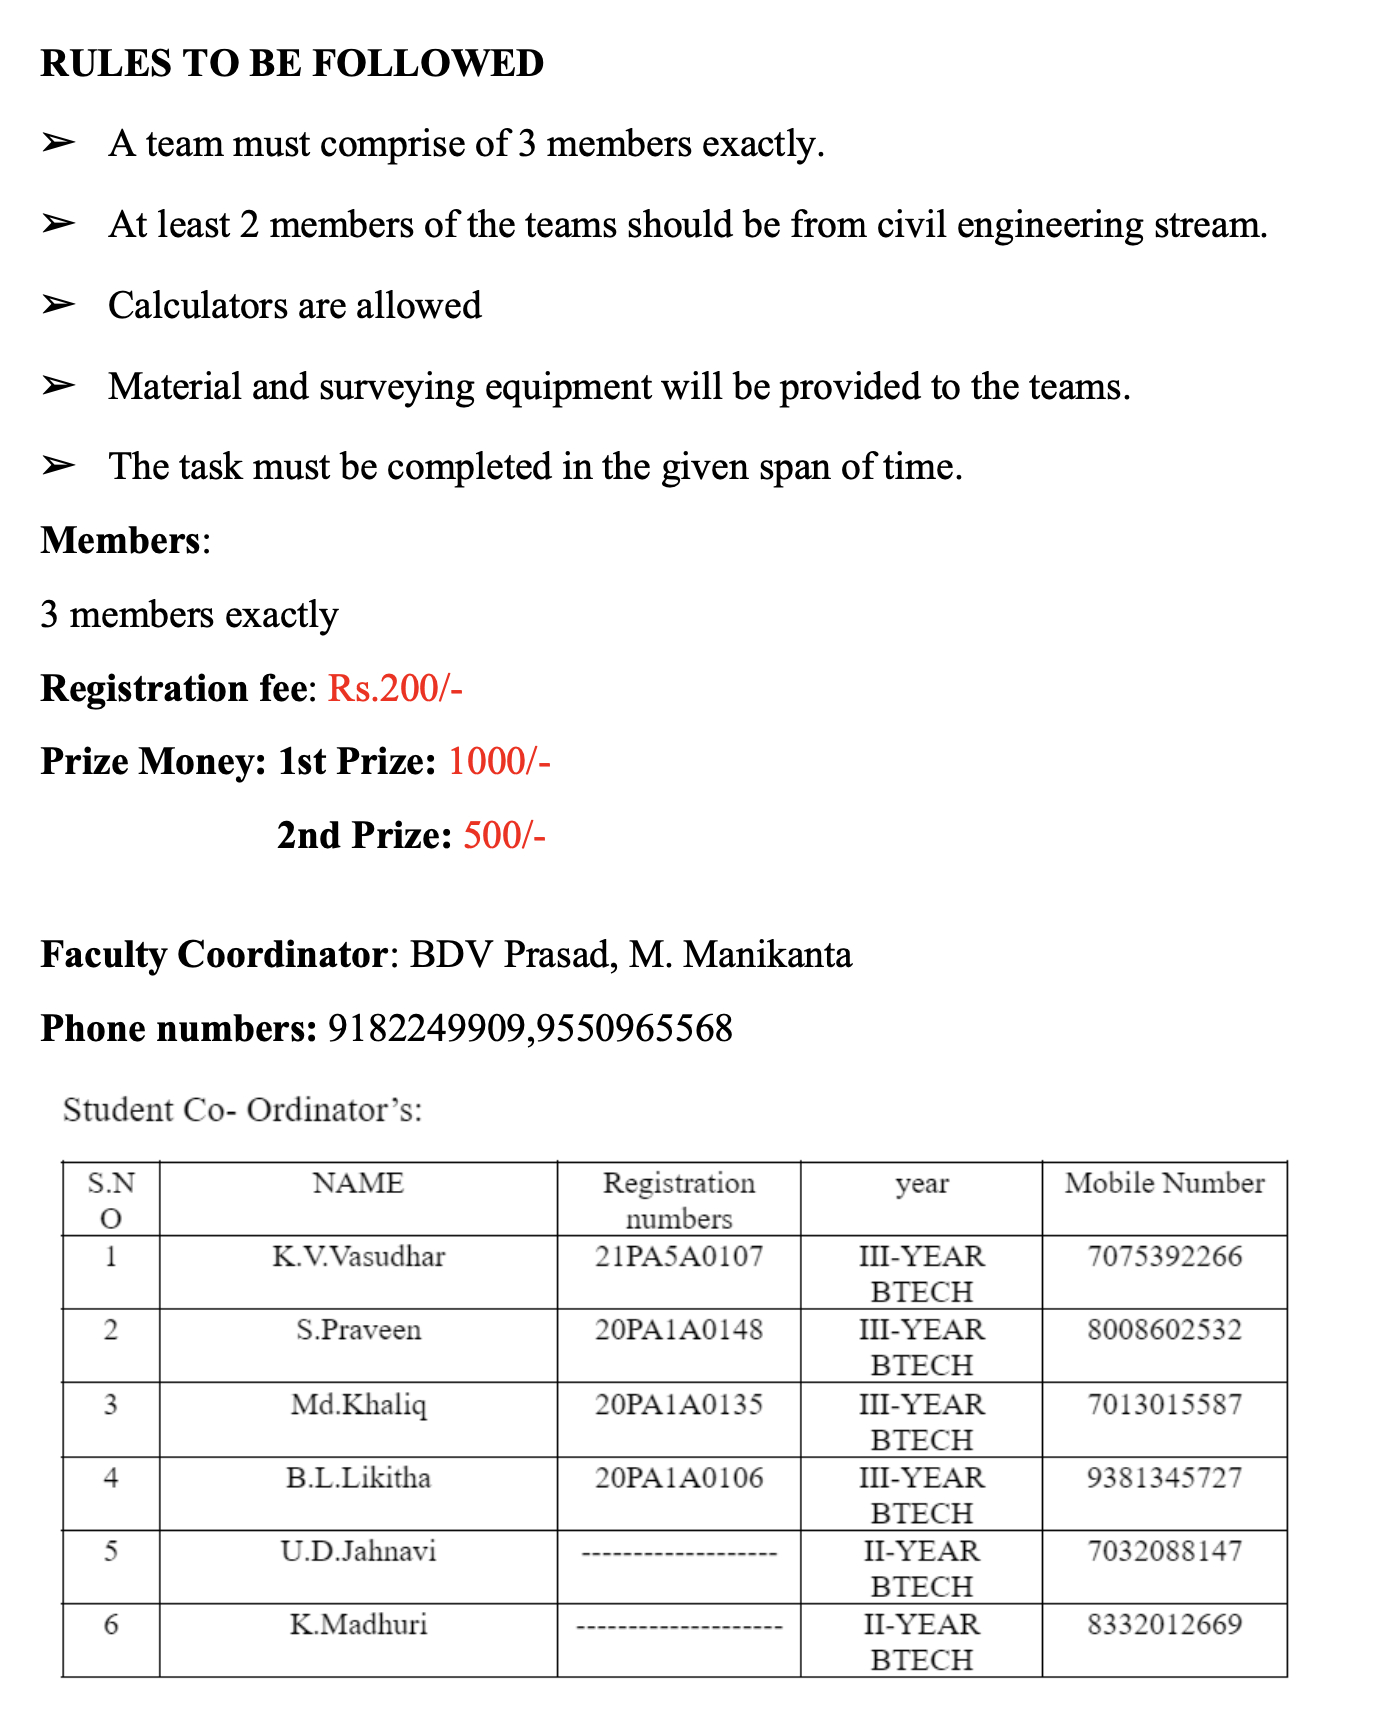 RULES TO BE FOLLOWED
➢ A team must comprise of 3 members exactly.
➢ At least 2 members of the teams should be from civil engineering stream.
➢ Calculators are allowed
➢ Material and surveying equipment will be provided to the teams.
➢ The task must be completed in the given span of time.
Members:
3 members exactly
Registration fee: Rs.200/-
Prize Money: 1st Prize: 1000/-
2nd Prize: 500/-
Faculty Coordinator: BDV Prasad, M. Manikanta
Phone numbers: 9182249909,9550965568
Student Co- Ordinator’s:
S.N NAME Registration year Mobile Number
O numbers
1 K.V.Vasudhar 21PA5A0107 III-YEAR 7075392266
BTECH
2 S.Praveen 20PA1A0148 III-YEAR 8008602532
BTECH
3 Md.Khaliq 20PA1A0135 III-YEAR 7013015587
BTECH
4 B.L.Likitha 20PA1A0106 III-YEAR 9381345727
BTECH
5 U.D.Jahnavi ------------------- II-YEAR 7032088147
BTECH
6 K.Madhuri -------------------- II-YEAR 8332012669
BTECH